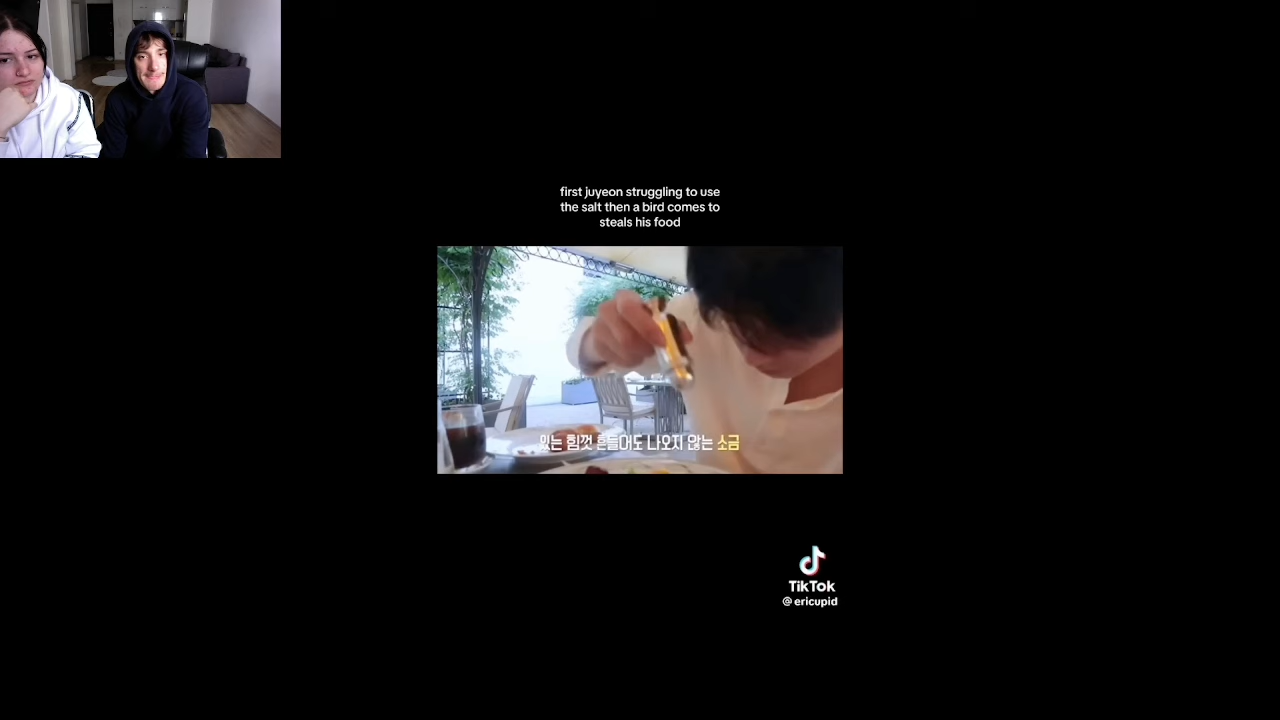 first juyeon struggling to use
the salt then a bird comes to
steals his food
있는 힘껏 흔들어도 나오지 않는 소금
TikTok
@ericupid